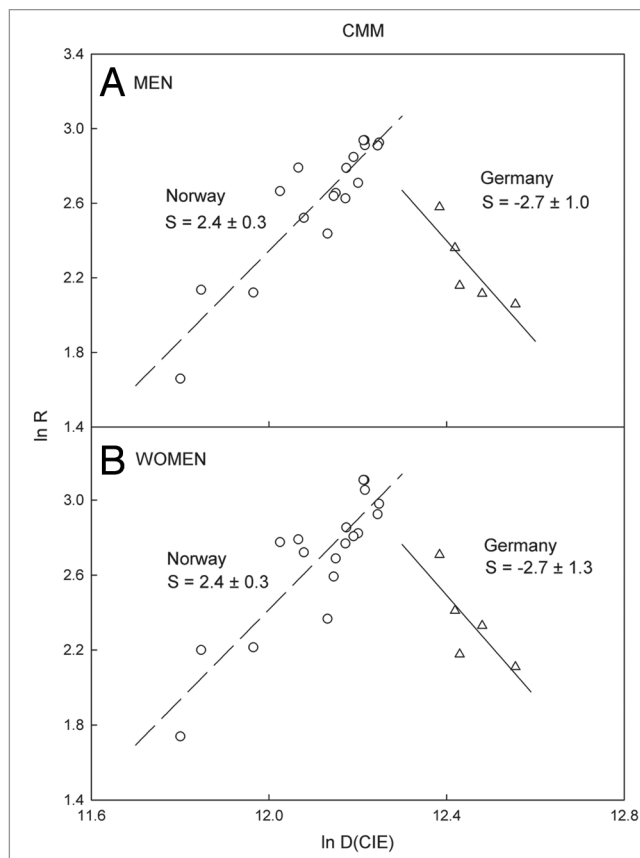 CMM
3.4
A MEN
3.0
Norway
S = 2.4 ± 0.3
Germany
S = -2.7 ± 1.0
2.6
2.2
1.8
1.4
ln R
B WOMEN
3.0
Norway
S = 2.4 ± 0.3
Germany
S = -2.7 ± 1.3
2.6
2.2
1.8
1.4
11.6 12.0 12.4 12.8
ln D(CIE)